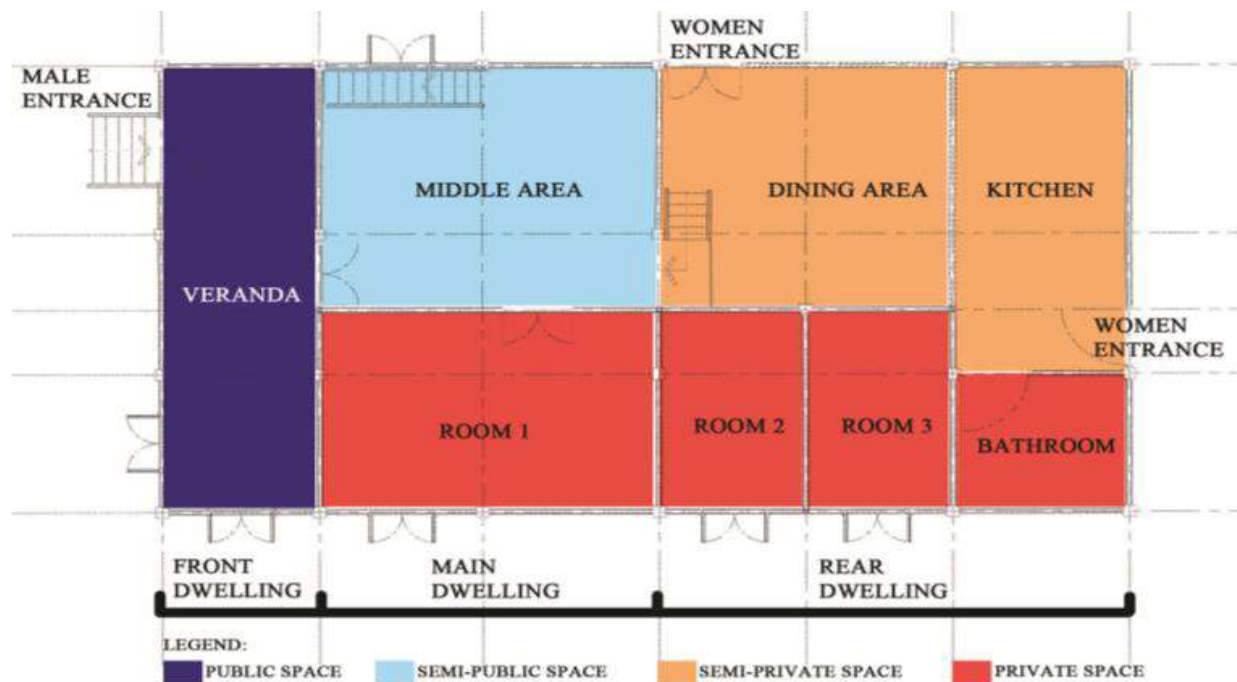 WOMEN
ENTRANCE
MALE
ENTRANCE
MIDDLE AREA
DINING AREA
KITCHEN
VERANDA
WOMEN
ENTRANCE
ROOM 1
ROOM 2
ROOM 3
BATHROOM
FRONT
DWELLING
MAIN
DWELLING
REAR
DWELLING
LEGEND:
PUBLIC SPACE
SEMI-PUBLIC SPACE
SEMI-PRIVATE SPACE
PRIVATE SPACE